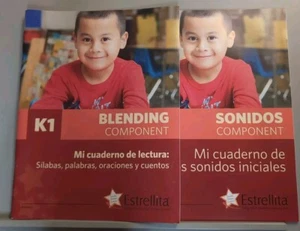 K1
BLENDING
COMPONENT
Mi cuaderno de lectura:
Sílabas, palabras, oraciones y cuentos
Estrellita
SONIDOS
COMPONENT
Mi cuaderno de
s sonidos iniciales
Estrellita